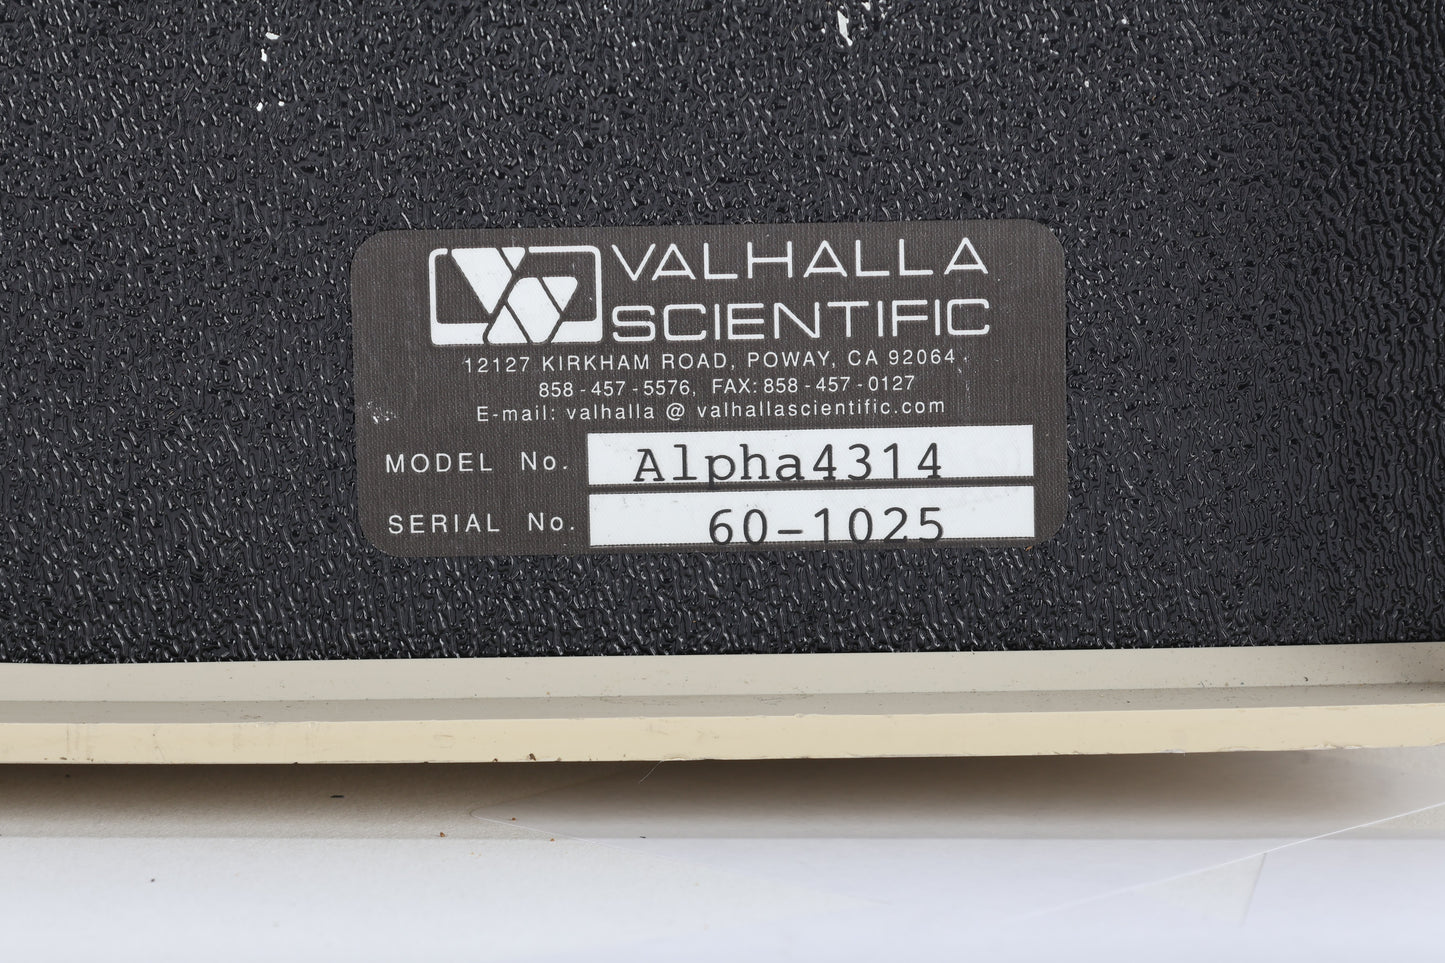 VALHALLA
SCIENTIFIC
12127 KIRKHAM ROAD, POWAY, CA 92064
858-457-5576, FAX: 858-457-0127
E-mail: valhalla @ valhallascientific.com
MODEL No. Alpha4314
SERIAL No. 60-1025